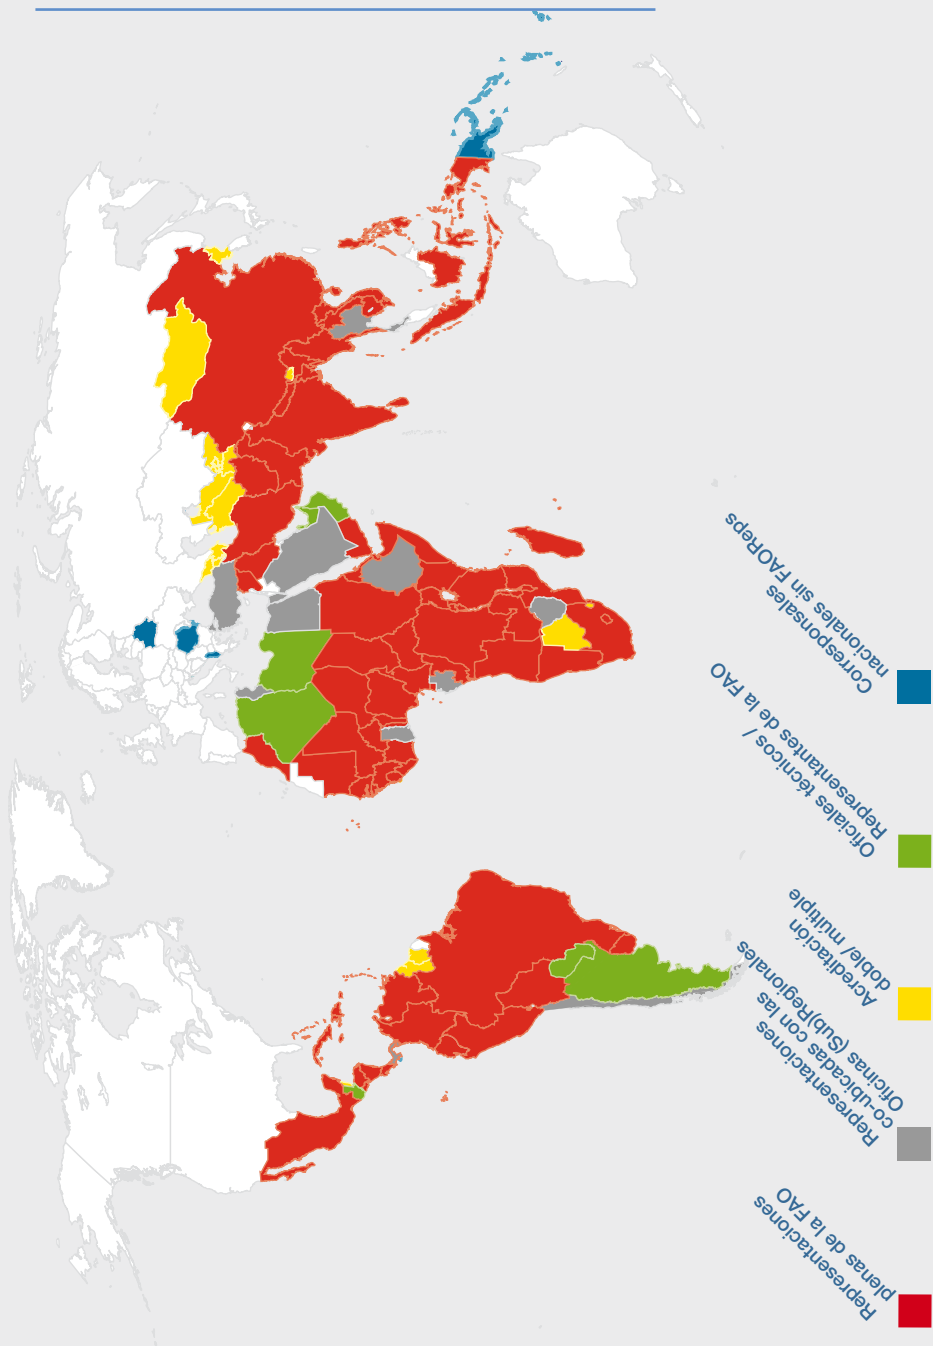 Representaciones
plenas de la FAO
Representaciones
co-ubicadas con las
Oficinas (Sub)Regionales
Acreditación
doble/ múltiple
Oficiales técnicos /
Representantes de la FAO
Corresponsales
nacionales sin FAOReps